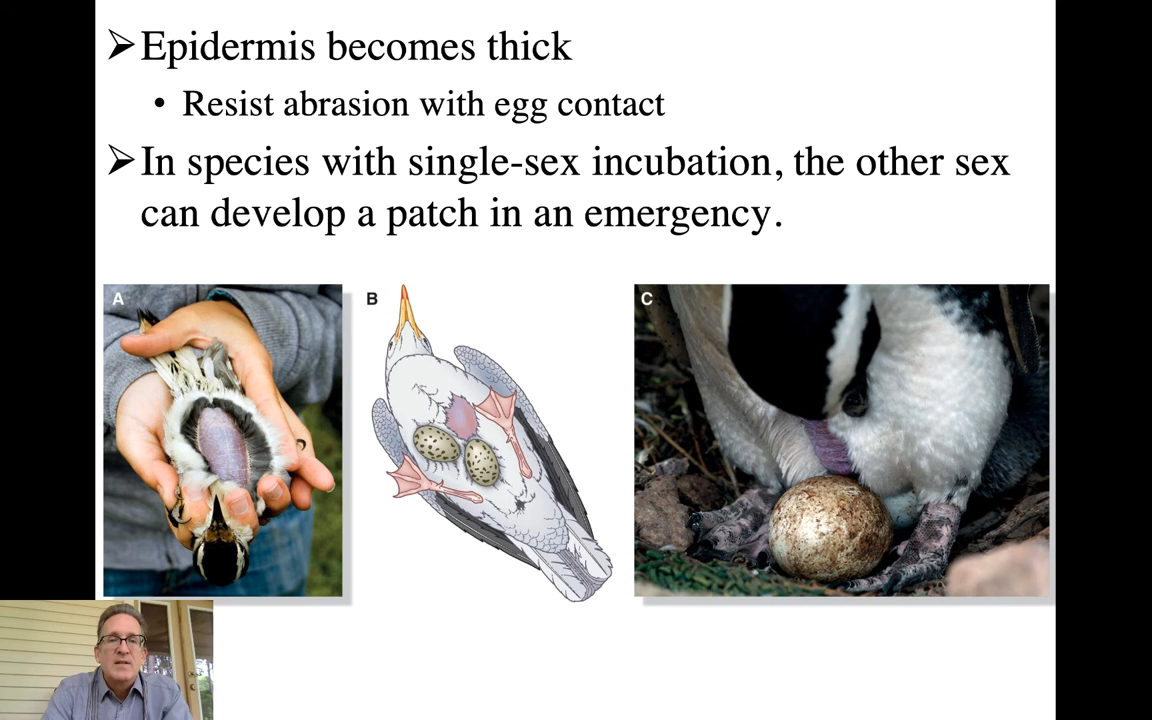 Epidermis becomes thick
• Resist abrasion with egg contact
In species with single-sex incubation, the other sex
can develop a patch in an emergency.
A
B
C